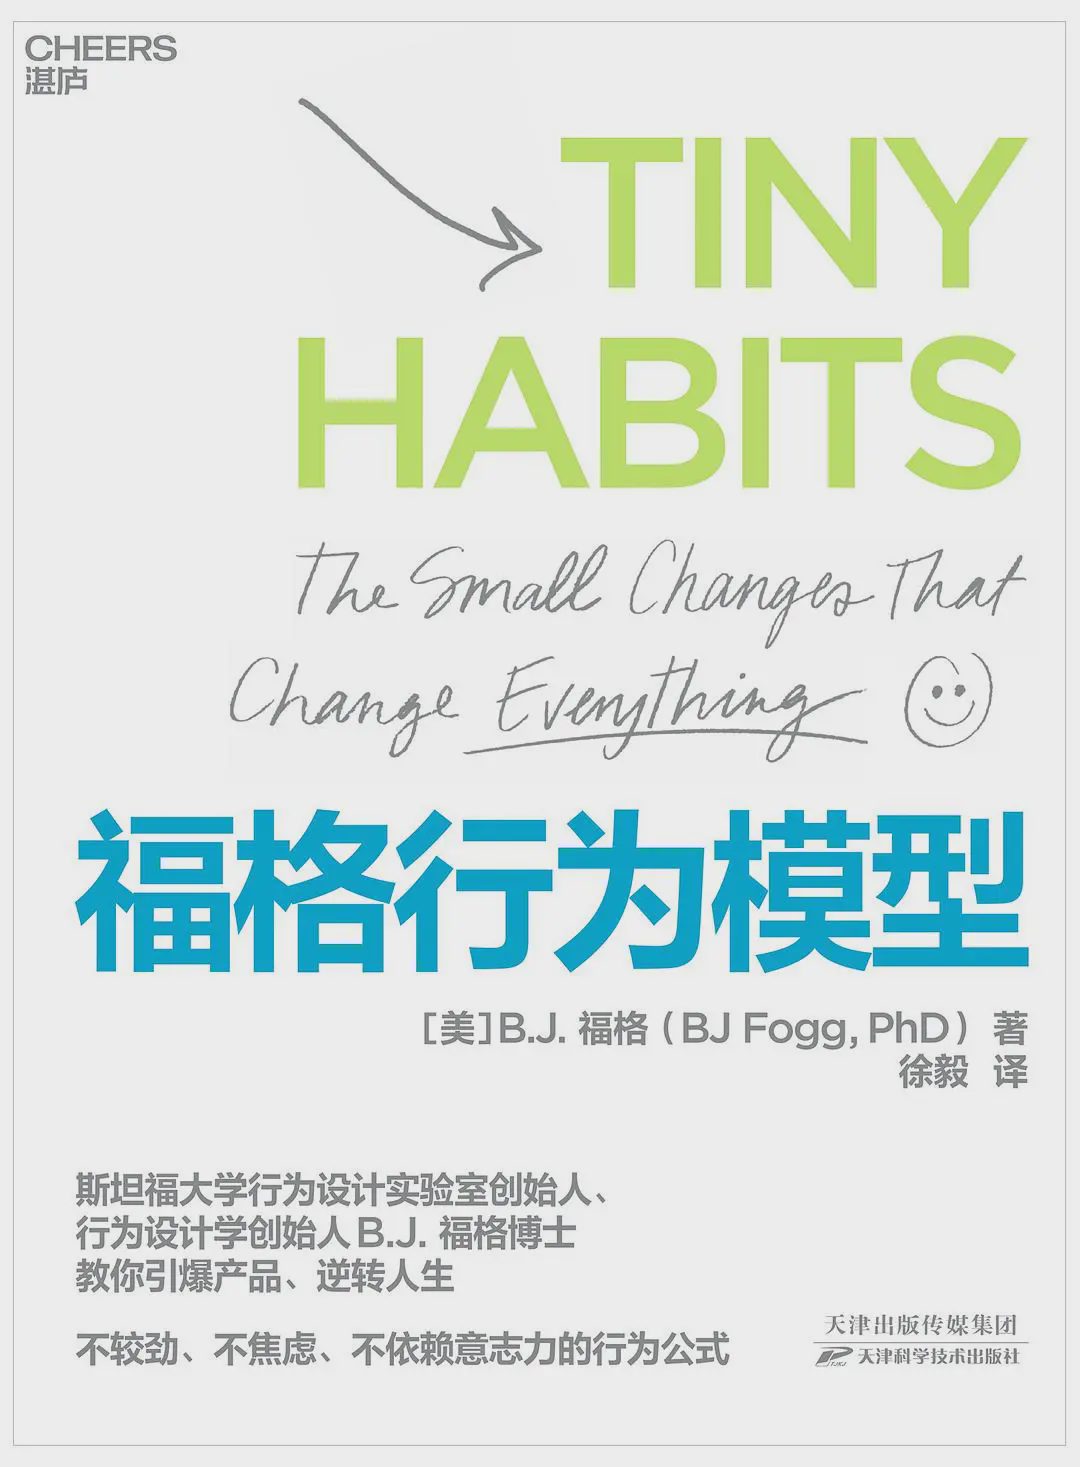 CHEERS
湛庐
TINY
HABITS
The Small Changes That
Change Everything
福格行为模型
[美]B.J. 福格（BJ Fogg, PhD） 著
徐毅 译
斯坦福大学行为设计实验室创始人、
行为设计学创始人B.J. 福格博士
教你引爆产品、逆转人生
不较劲、不焦虑、不依赖意志力的行为公式
天津出版传媒集团
TJKJ 天津科学技术出版社